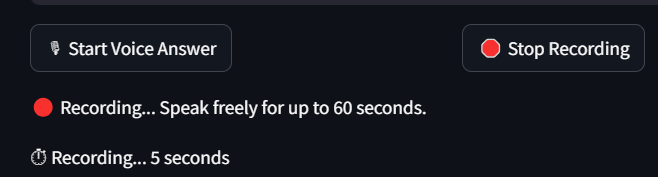 🎙 Start Voice Answer
🛑 Stop Recording
🔴 Recording... Speak freely for up to 60 seconds.
⏱ Recording... 5 seconds